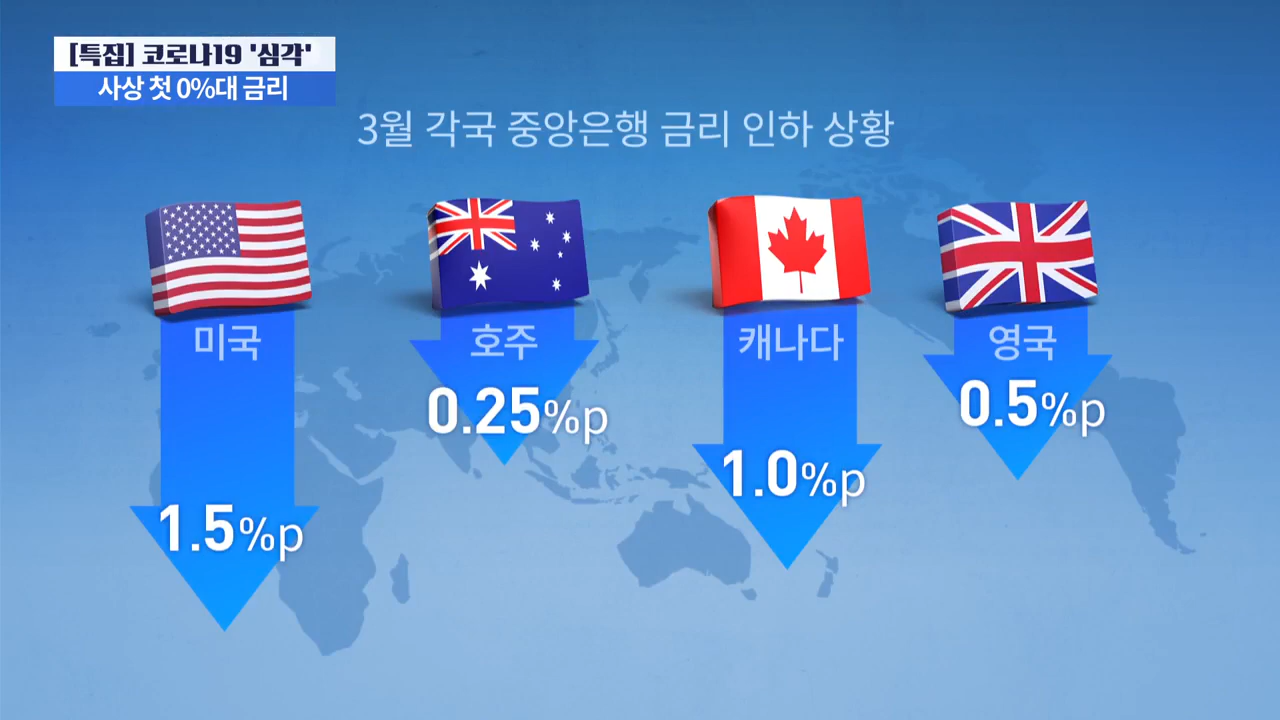 [특집] 코로나19 '심각'
사상 첫 0%대 금리
3월 각국 중앙은행 금리 인하 상황
미국
1.5%p
호주
0.25%p
캐나다
1.0%p
영국
0.5%p